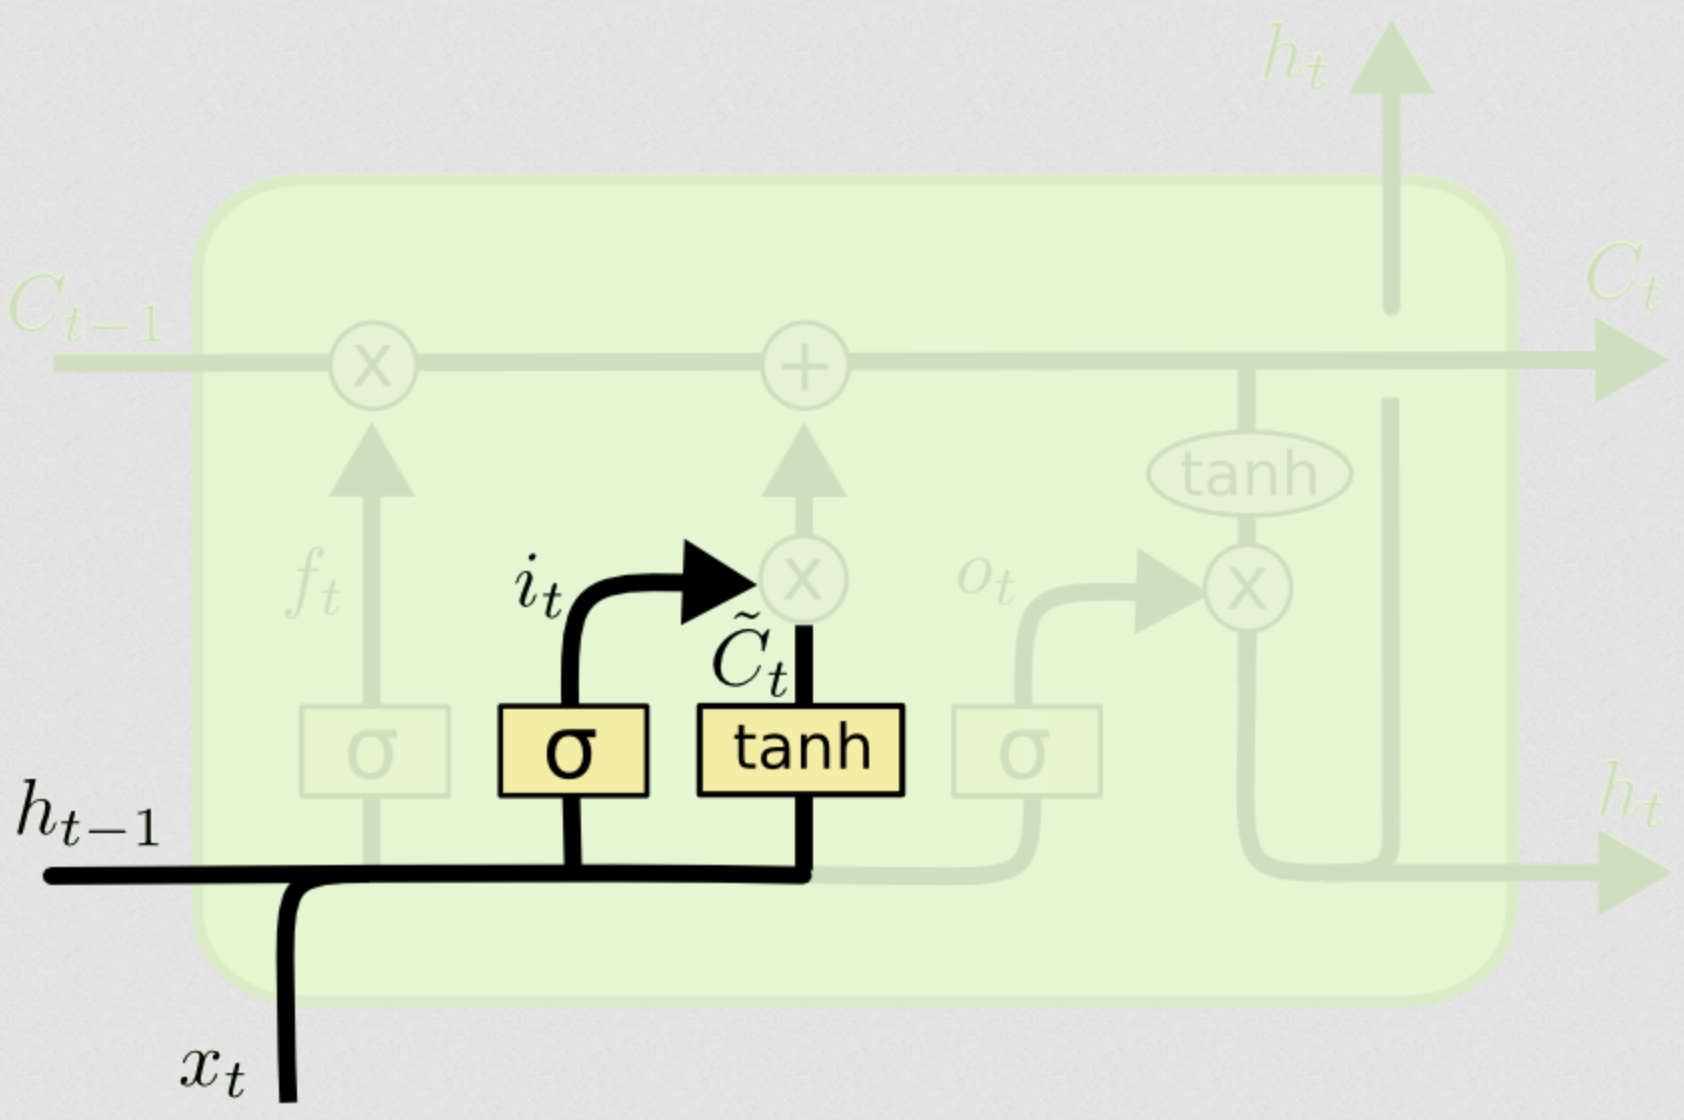 h_t
C_{t-1}
C_t
x
+
tanh
f_t
i_t
x
o_t
x
C̃_t
σ
σ
tanh
σ
h_{t-1}
h_t
x_t